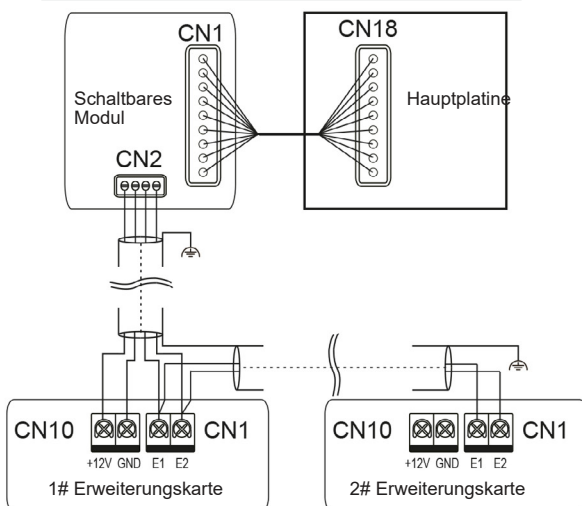 CN1
CN18
Schaltbares
Modul
Hauptplatine
CN2
CN10
CN1
+12V GND E1 E2
1# Erweiterungskarte
CN10
CN1
+12V GND E1 E2
2# Erweiterungskarte